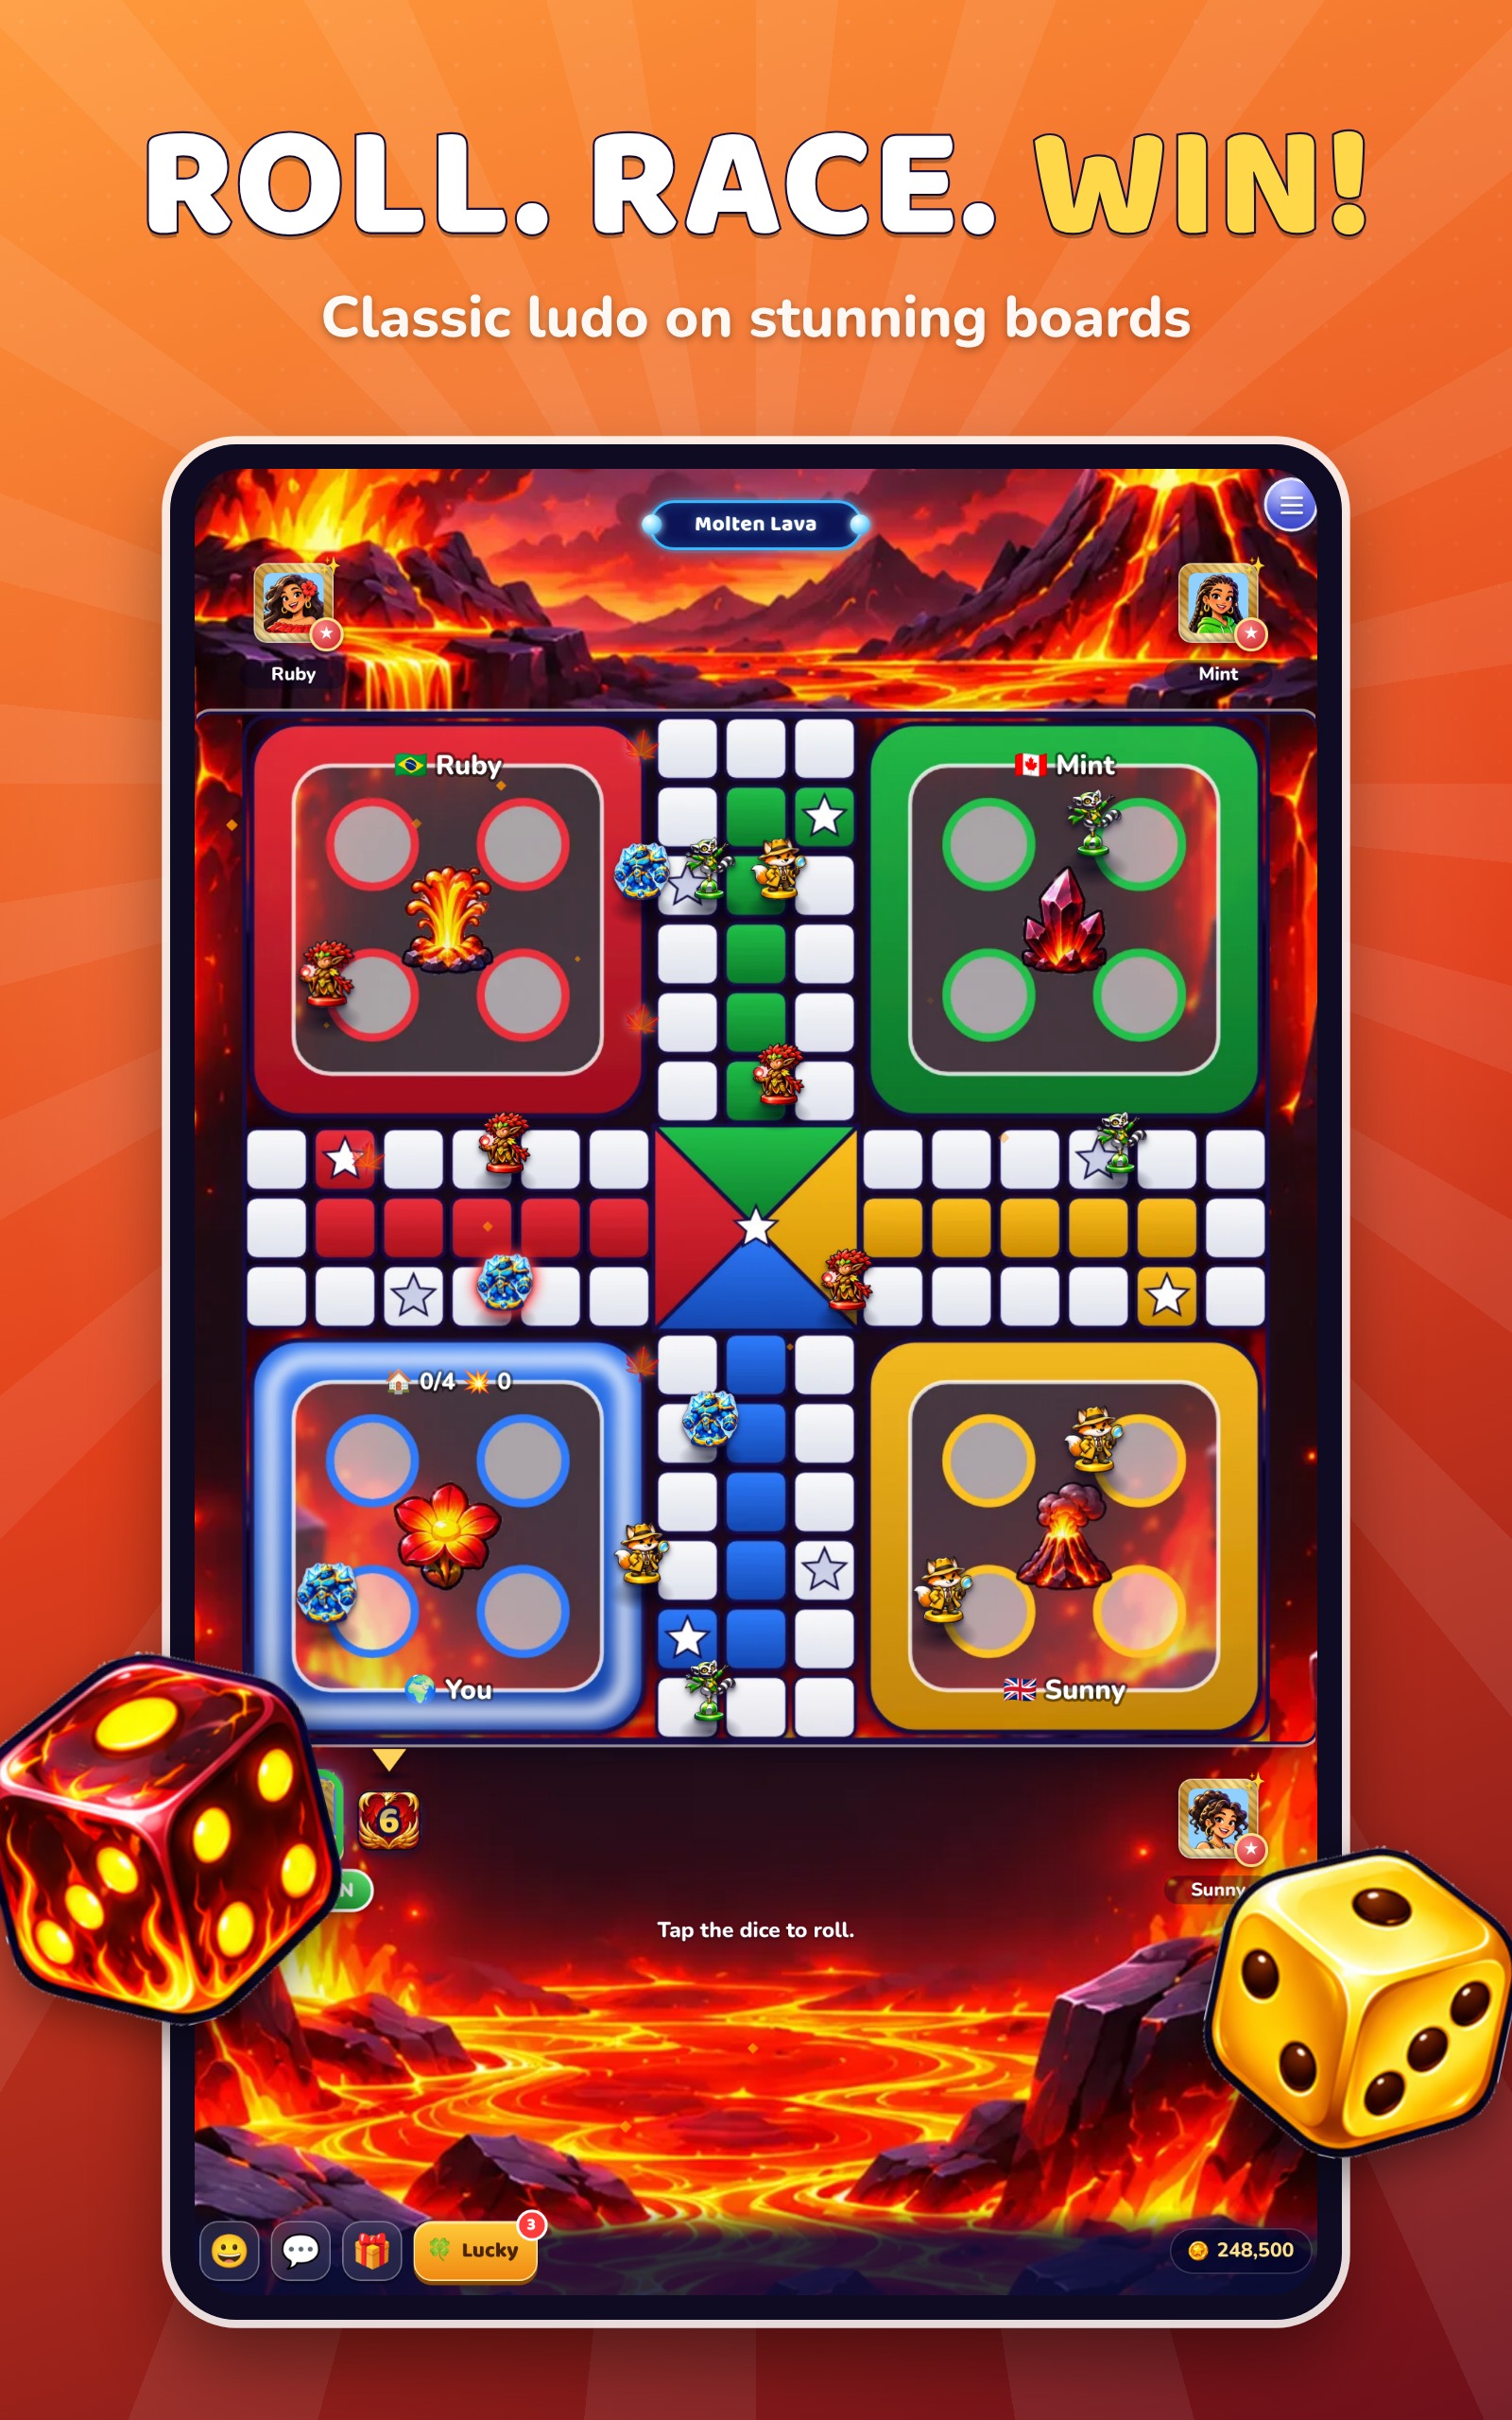 ROLL. RACE. WIN!
Classic ludo on stunning boards
Molten Lava
Ruby
Mint
Ruby
Mint
0/4 0
You
Sunny
6
N
Sunny
Tap the dice to roll.
3
Lucky
248,500